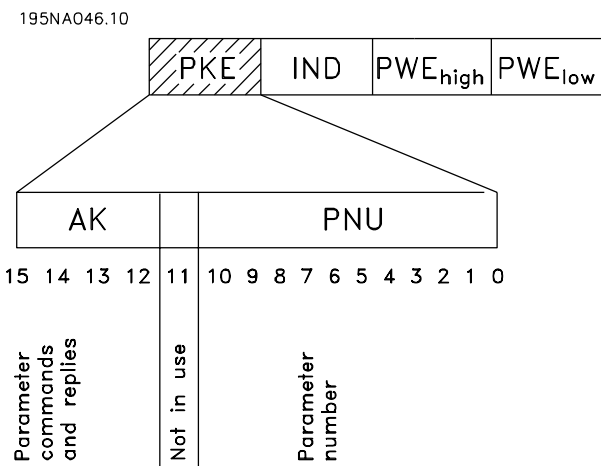 195NA046.10
PKE IND PWEhigh PWElow
AK PNU
15 14 13 12 11 10 9 8 7 6 5 4 3 2 1 0
Parameter
commands
and replies
Not in use
Parameter
number